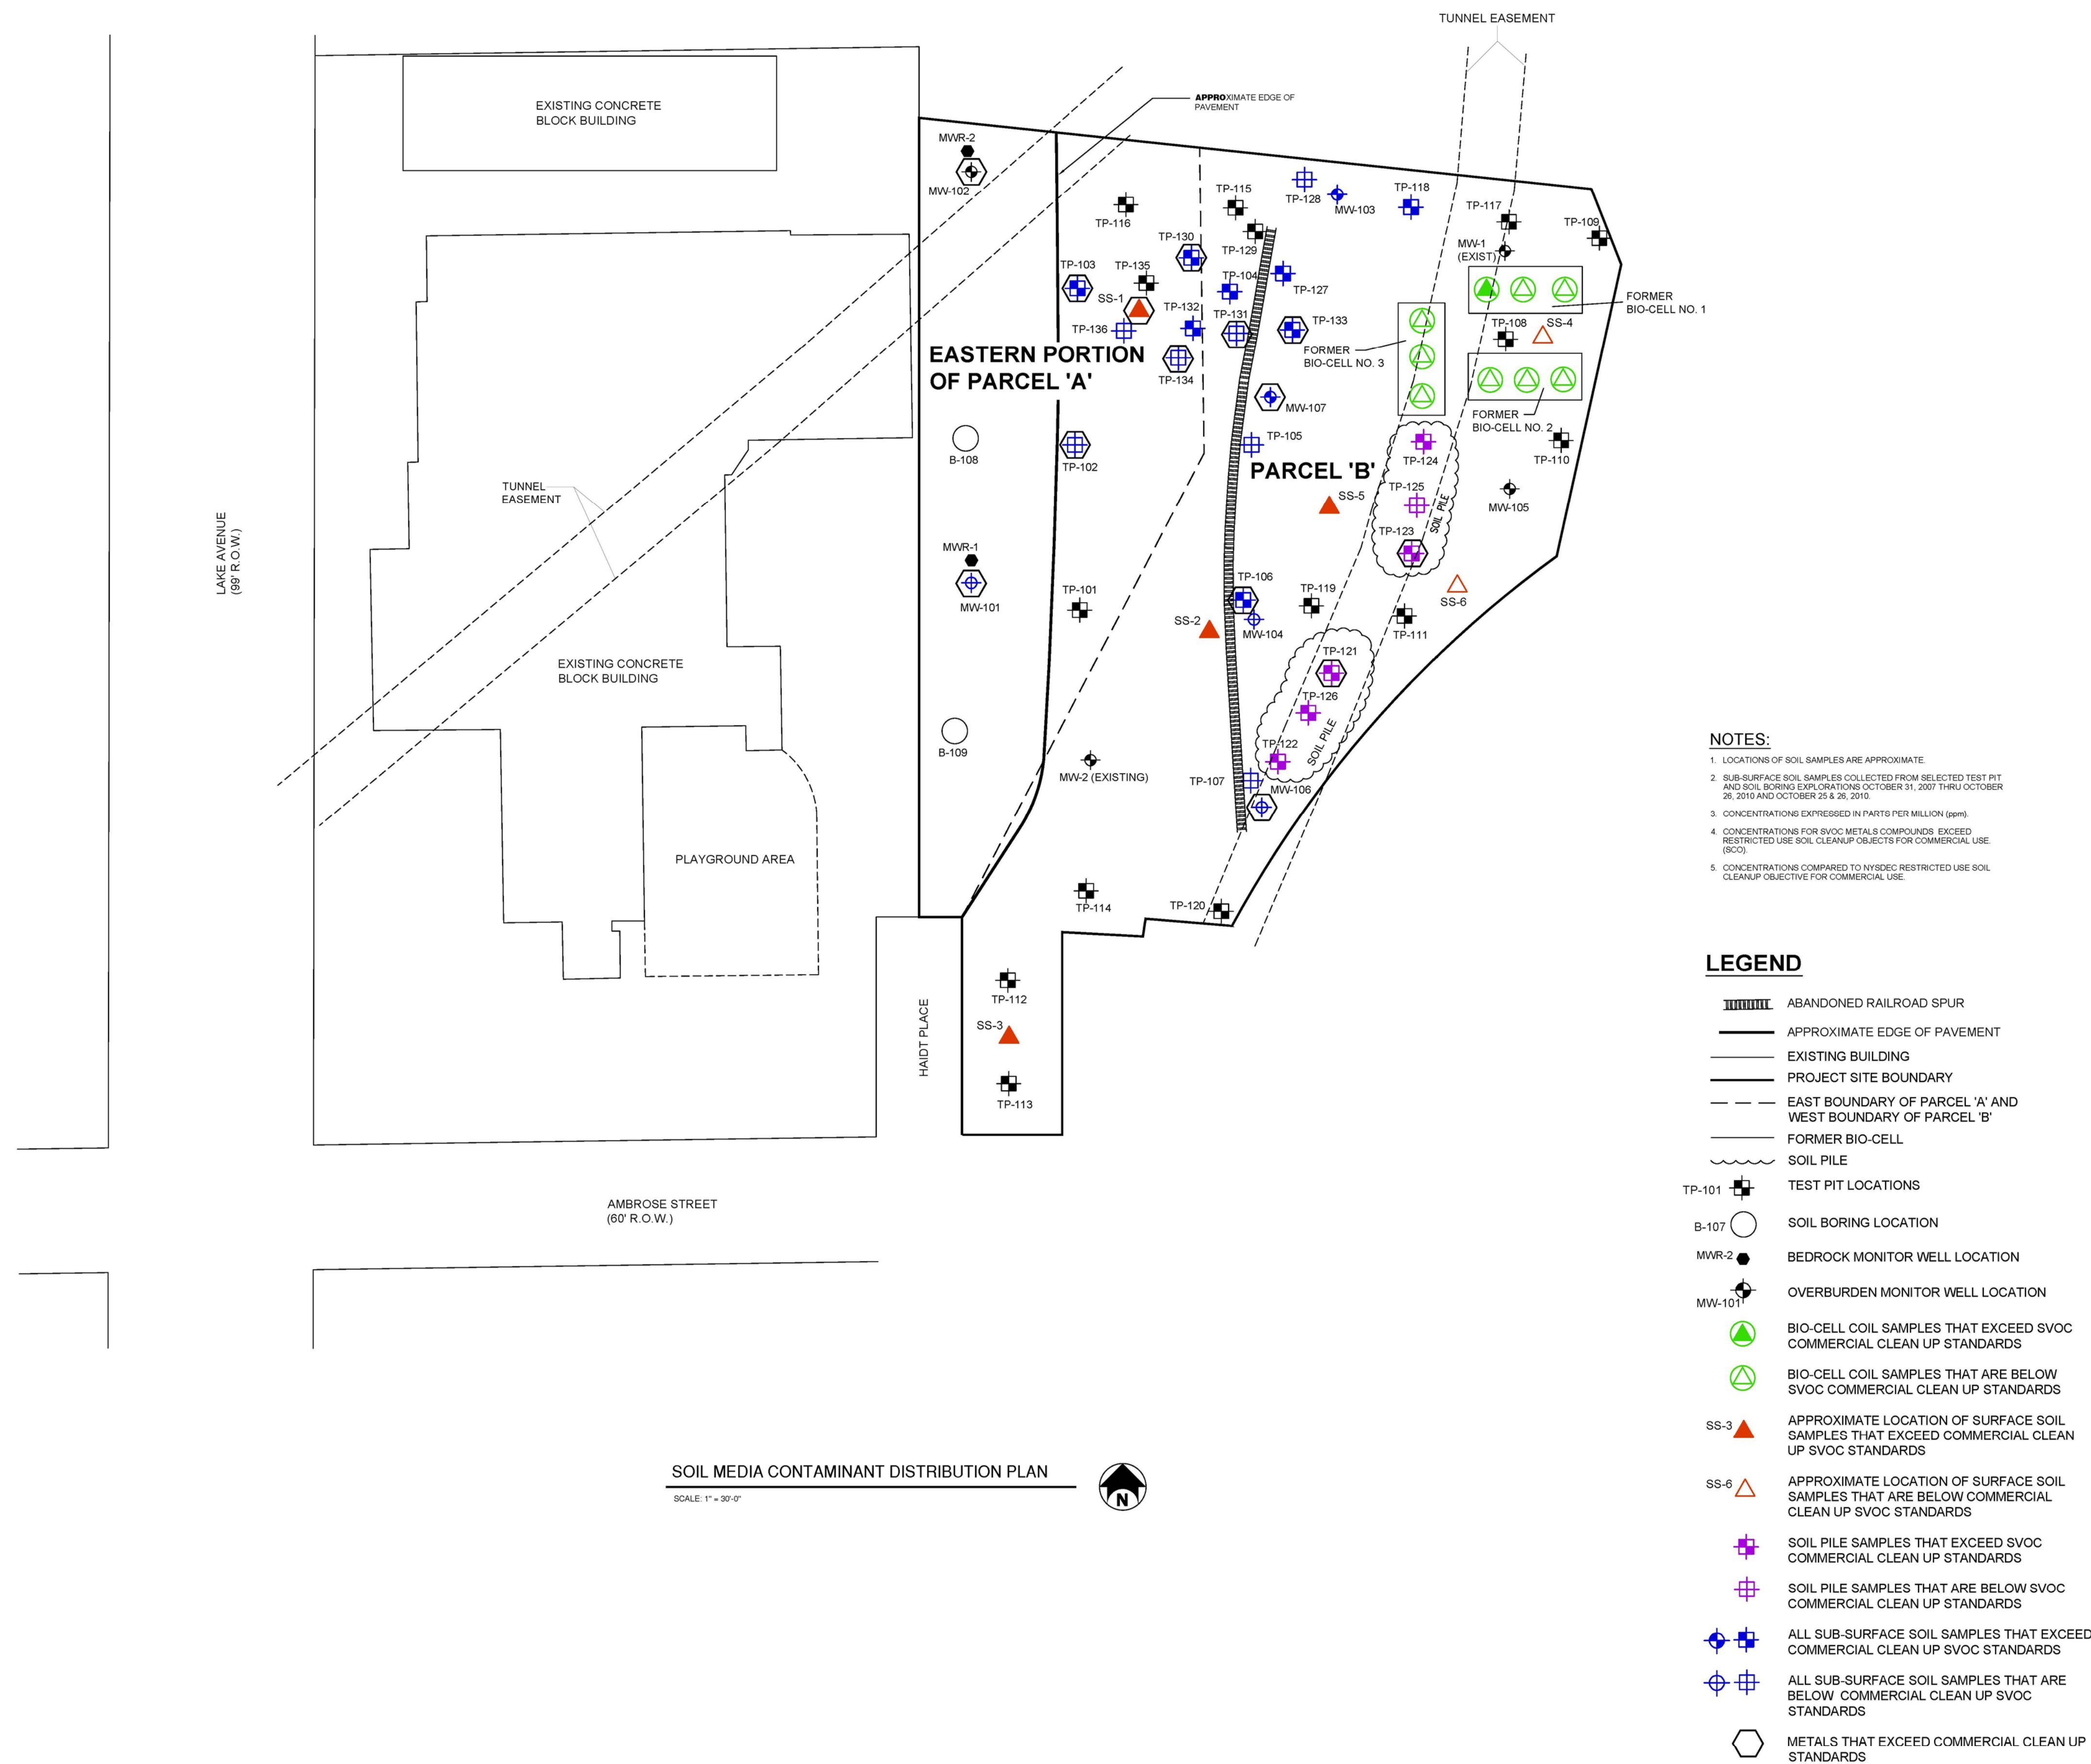 TUNNEL EASEMENT
EXISTING CONCRETE
BLOCK BUILDING
APPROXIMATE EDGE OF
PAVEMENT
MWR-2
MW-102
TP-116
TP-115
TP-128
MW-103
TP-118
TP-117
TP-109
TP-130
TP-129
MW-1
(EXIST)
TP-103
TP-135
TP-104
TP-127
SS-1
TP-132
TP-131
TP-133
FORMER
BIO-CELL NO. 1
TP-136
TP-108
SS-4
EASTERN PORTION
OF PARCEL 'A'
TP-134
FORMER
BIO-CELL NO. 3
MW-107
FORMER
BIO-CELL NO. 2
B-108
TP-102
TP-105
PARCEL 'B'
TP-124
TP-110
TUNNEL
EASEMENT
SS-5
TP-125
SOIL PILE
MW-105
LAKE AVENUE
(99' R.O.W.)
TP-123
MWR-1
MW-101
TP-101
TP-106
TP-119
SS-6
SS-2
MW-104
TP-111
EXISTING CONCRETE
BLOCK BUILDING
TP-121
TP-126
SOIL PILE
B-109
TP-122
MW-2 (EXISTING)
TP-107
MW-106
PLAYGROUND AREA
TP-114
TP-120
TP-112
HAIDT PLACE
SS-3
TP-113
AMBROSE STREET
(60' R.O.W.)
NOTES:
1. LOCATIONS OF SOIL SAMPLES ARE APPROXIMATE.
2. SUB-SURFACE SOIL SAMPLES COLLECTED FROM SELECTED TEST PIT
AND SOIL BORING EXPLORATIONS OCTOBER 31, 2007 THRU OCTOBER
26, 2010 AND OCTOBER 25 & 26, 2010.
3. CONCENTRATIONS EXPRESSED IN PARTS PER MILLION (ppm).
4. CONCENTRATIONS FOR SVOC METALS COMPOUNDS EXCEED
RESTRICTED USE SOIL CLEANUP OBJECTS FOR COMMERCIAL USE.
(SCO).
5. CONCENTRATIONS COMPARED TO NYSDEC RESTRICTED USE SOIL
CLEANUP OBJECTIVE FOR COMMERCIAL USE.
LEGEND
ABANDONED RAILROAD SPUR
APPROXIMATE EDGE OF PAVEMENT
EXISTING BUILDING
PROJECT SITE BOUNDARY
EAST BOUNDARY OF PARCEL 'A' AND
WEST BOUNDARY OF PARCEL 'B'
FORMER BIO-CELL
SOIL PILE
TP-101 TEST PIT LOCATIONS
B-107 SOIL BORING LOCATION
MWR-2 BEDROCK MONITOR WELL LOCATION
MW-101 OVERBURDEN MONITOR WELL LOCATION
BIO-CELL COIL SAMPLES THAT EXCEED SVOC
COMMERCIAL CLEAN UP STANDARDS
BIO-CELL COIL SAMPLES THAT ARE BELOW
SVOC COMMERCIAL CLEAN UP STANDARDS
SS-3 APPROXIMATE LOCATION OF SURFACE SOIL
SAMPLES THAT EXCEED COMMERCIAL CLEAN
UP SVOC STANDARDS
SS-6 APPROXIMATE LOCATION OF SURFACE SOIL
SAMPLES THAT ARE BELOW COMMERCIAL
CLEAN UP SVOC STANDARDS
SOIL PILE SAMPLES THAT EXCEED SVOC
COMMERCIAL CLEAN UP STANDARDS
SOIL PILE SAMPLES THAT ARE BELOW SVOC
COMMERCIAL CLEAN UP STANDARDS
ALL SUB-SURFACE SOIL SAMPLES THAT EXCEED
COMMERCIAL CLEAN UP SVOC STANDARDS
ALL SUB-SURFACE SOIL SAMPLES THAT ARE
BELOW COMMERCIAL CLEAN UP SVOC
STANDARDS
METALS THAT EXCEED COMMERCIAL CLEAN UP
STANDARDS
SOIL MEDIA CONTAMINANT DISTRIBUTION PLAN
SCALE: 1" = 30'-0"
N